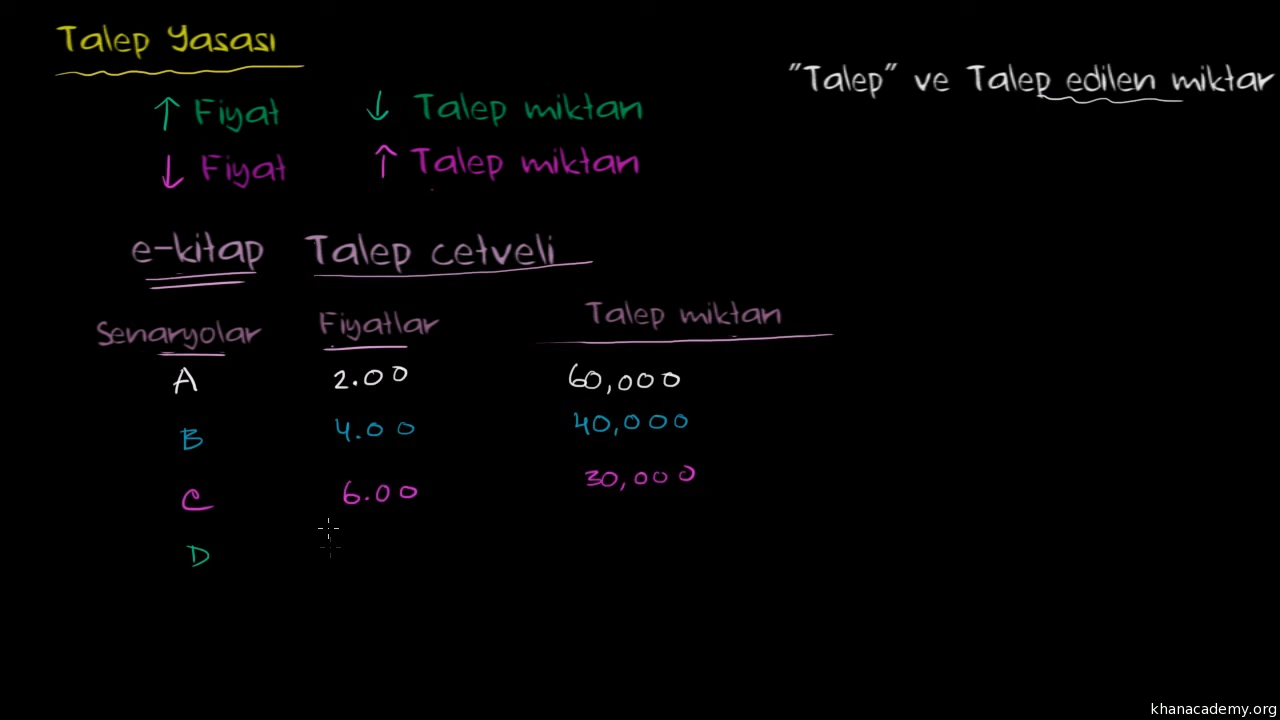 Talep Yasası
"Talep" ve Talep edilen miktar
↑ Fiyat ↓ Talep miktarı
↓ Fiyat ↑ Talep miktarı
e-kitap Talep cetveli
Senaryolar Fiyatlar Talep miktarı
A 2.00 60,000
B 4.00 40,000
C 6.00 30,000
D
khanacademy.org